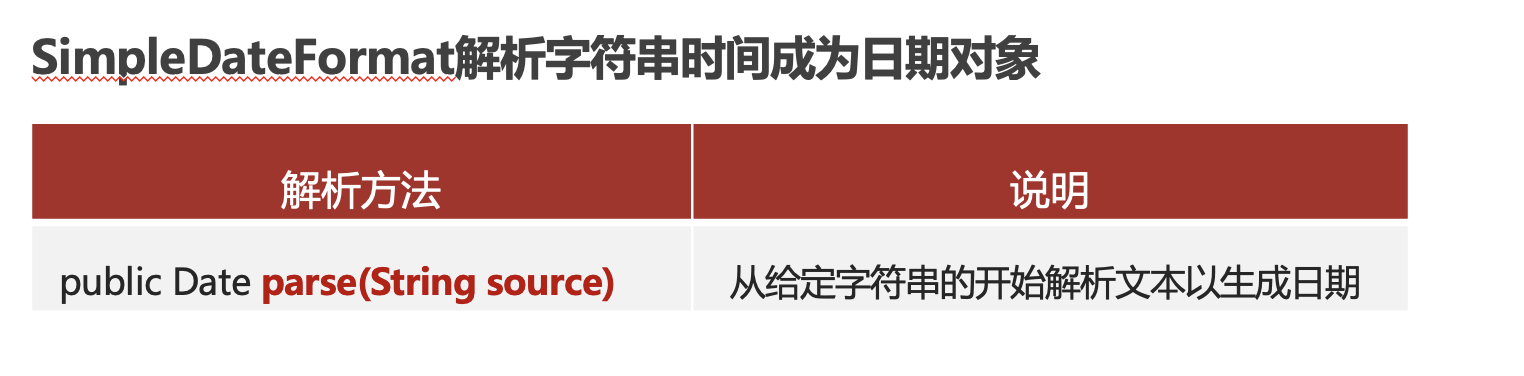 SimpleDateFormat解析字符串时间成为日期对象
解析方法 说明
public Date parse(String source) 从给定字符串的开始解析文本以生成日期